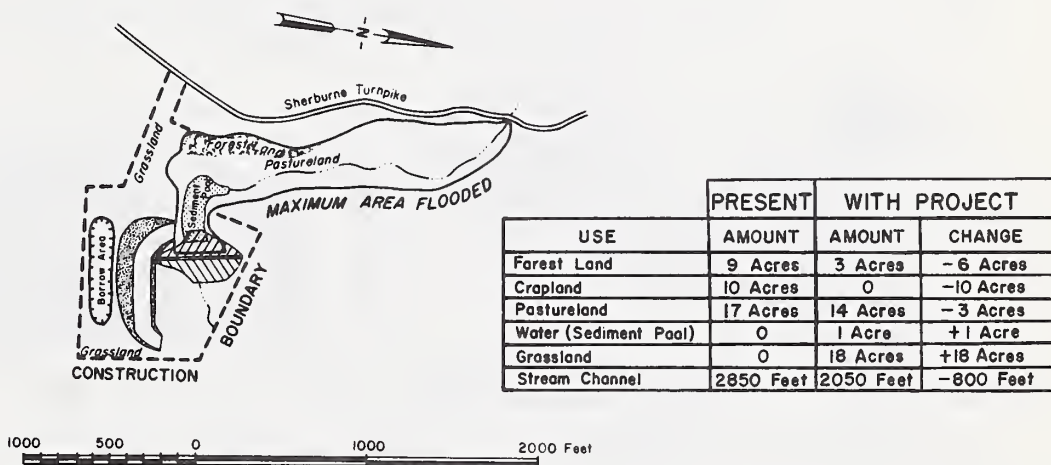 N
Sherburne Turnpike
Grassland
Forest Land
Pastureland
Sediment Pool
MAXIMUM AREA FLOODED
Borrow Area
BOUNDARY
Grassland
CONSTRUCTION
PRESENT WITH PROJECT
USE AMOUNT AMOUNT CHANGE
Farest Land 9 Acres 3 Acres -6 Acres
Crapland 10 Acres 0 -10 Acres
Pastureland 17 Acres 14 Acres -3 Acres
Water (Sediment Paal) 0 1 Acre +1 Acre
Grassland 0 18 Acres +18 Acres
Stream Channel 2850 Feet 2050 Feet -800 Feet
1000 500 0 1000 2000 Feet